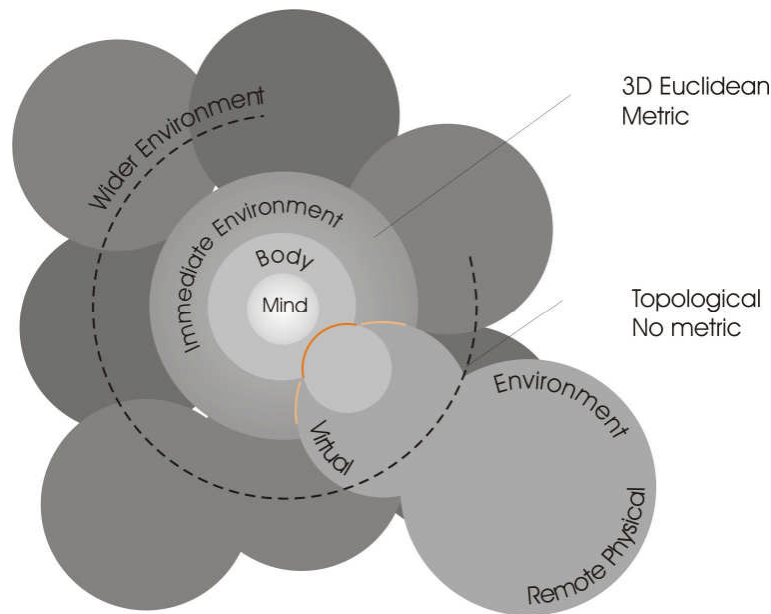 3D Euclidean
Metric
Wider Environment
Immediate Environment
Body
Mind
Topological
No metric
Environment
Virtual
Remote Physical